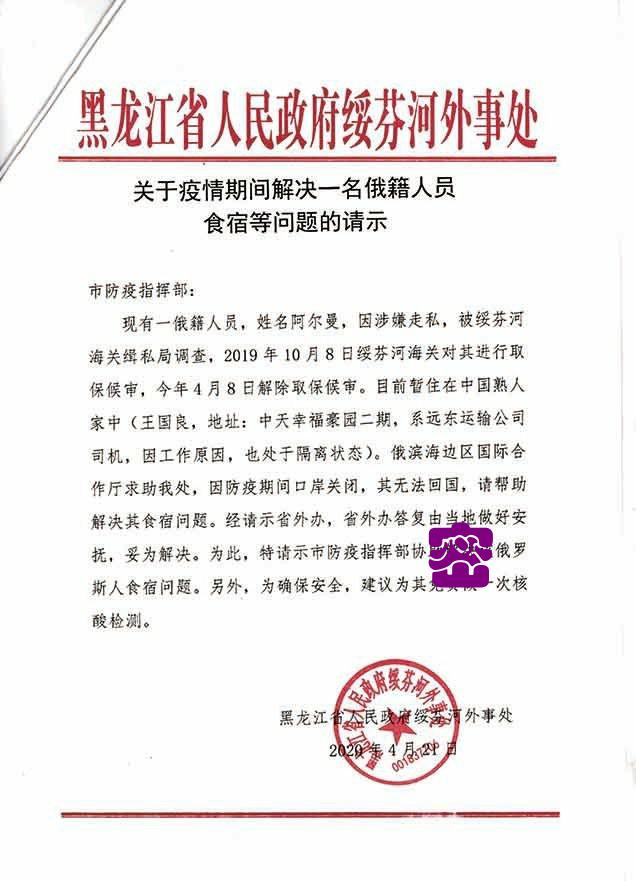 黑龙江省人民政府绥芬河外事处
关于疫情期间解决一名俄籍人员
食宿等问题的请示
市防疫指挥部：
现有一俄籍人员，姓名阿尔曼，因涉嫌走私，被绥芬河
海关缉私局调查，2019年10月8日绥芬河海关对其进行取
保候审，今年4月8日解除取保候审。目前暂住在中国熟人
家中（王国良，地址：中天幸福豪园二期，系远东运输公司
司机，因工作原因，也处于隔离状态）。俄滨海边区国际合
作厅求助我处，因防疫期间口岸关闭，其无法回国，请帮助
解决其食宿问题。经请示省外办，省外办答复由当地做好安
抚，妥为解决。为此，特请示市防疫指挥部协 俄罗
斯人食宿问题。另外，为确保安全，建议为其 一次核
酸检测。
黑龙江省人民政府绥芬河外事处
2020年4月21日
黑龙江省人民政府绥芬河外事处